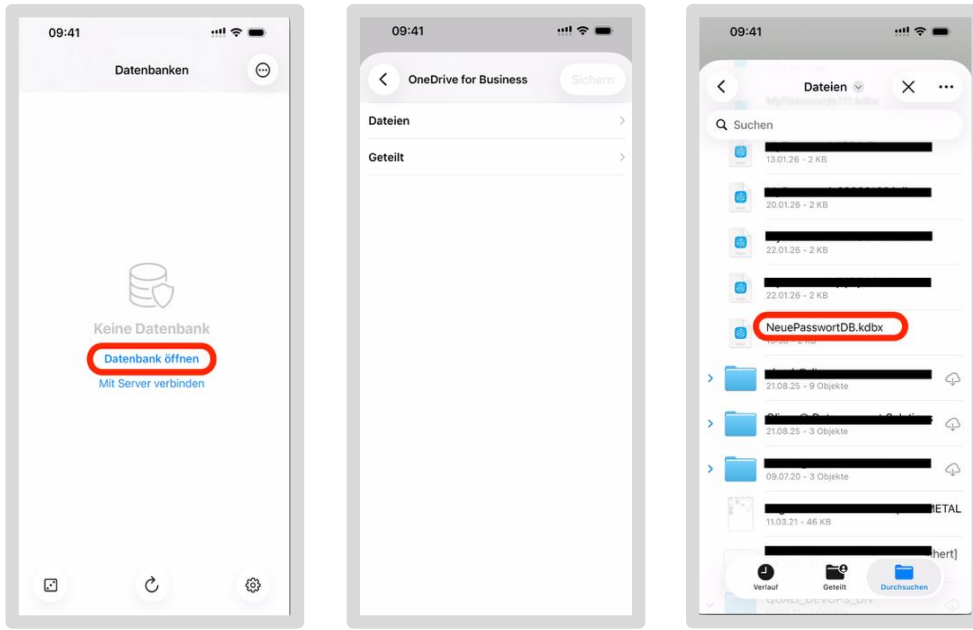 09:41
Datenbanken
Keine Datenbank
Datenbank öffnen
Mit Server verbinden
09:41
OneDrive for Business
Sichern
Dateien
Geteilt
09:41
Dateien
Suchen
13.01.26 - 2 KB
20.01.26 - 2 KB
22.01.26 - 2 KB
22.01.26 - 2 KB
NeuePasswortDB.kdbx
21.08.25 - 9 Objekte
21.08.25 - 3 Objekte
09.07.20 - 3 Objekte
ETAL
11.03.21 - 46 KB
hert]
Verlauf
Geteilt
Durchsuchen